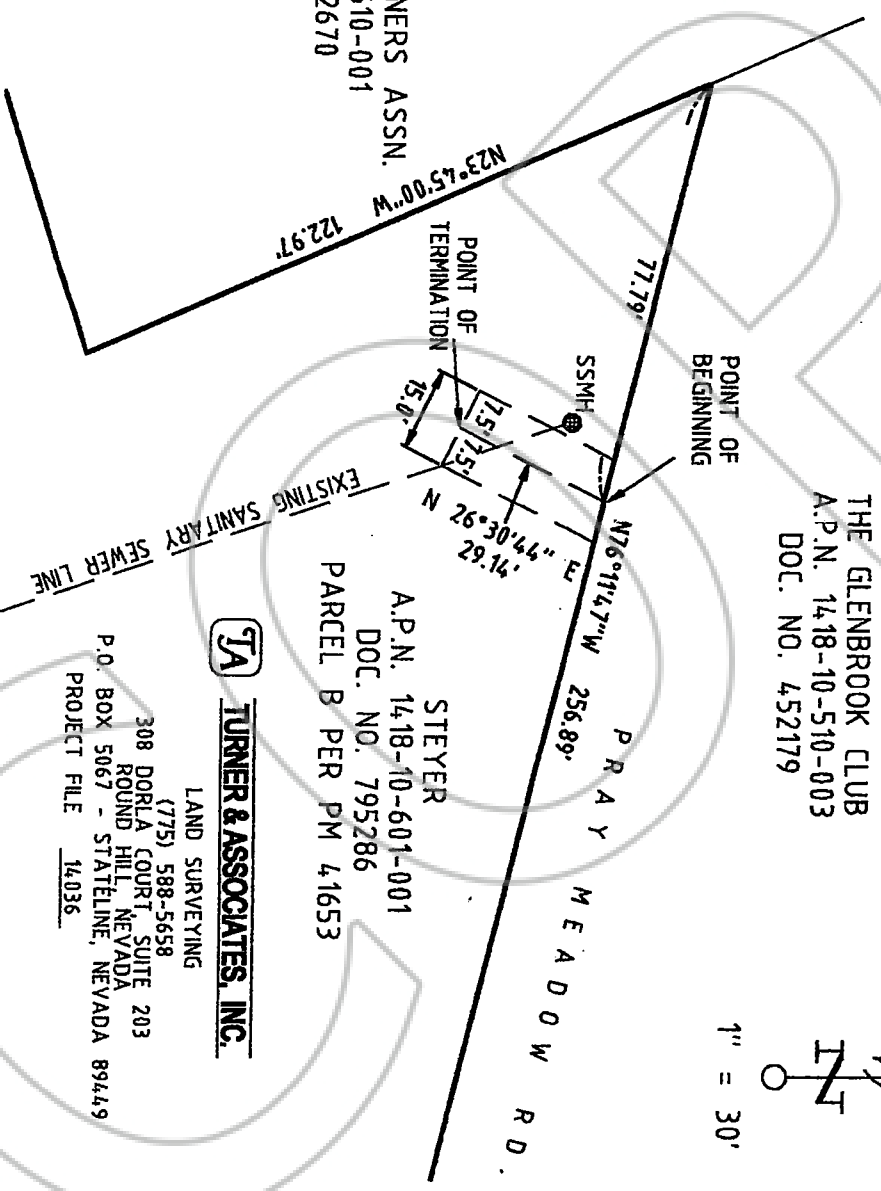 THE GLENBROOK CLUB
A.P.N. 1418-10-510-003
DOC. NO. 452179
N
1" = 30'
NERS ASSN.
10-001
2670
N23°45'00"W 122.97'
77.79'
POINT OF
BEGINNING
POINT OF
TERMINATION
SSMH
7.5'
7.5'
15.0'
N 26°30'44" E
29.14'
N76°11'47"W 256.89'
PRAY MEADOW RD.
EXISTING SANITARY SEWER LINE
STEYER
A.P.N. 1418-10-601-001
DOC. NO. 795286
PARCEL B PER PM 41653
TA TURNER & ASSOCIATES, INC.
LAND SURVEYING
(775) 588-5658
308 DORLA COURT, SUITE 203
ROUND HILL, NEVADA
P.O. BOX 5067 - STATELINE, NEVADA 89449
PROJECT FILE 14036